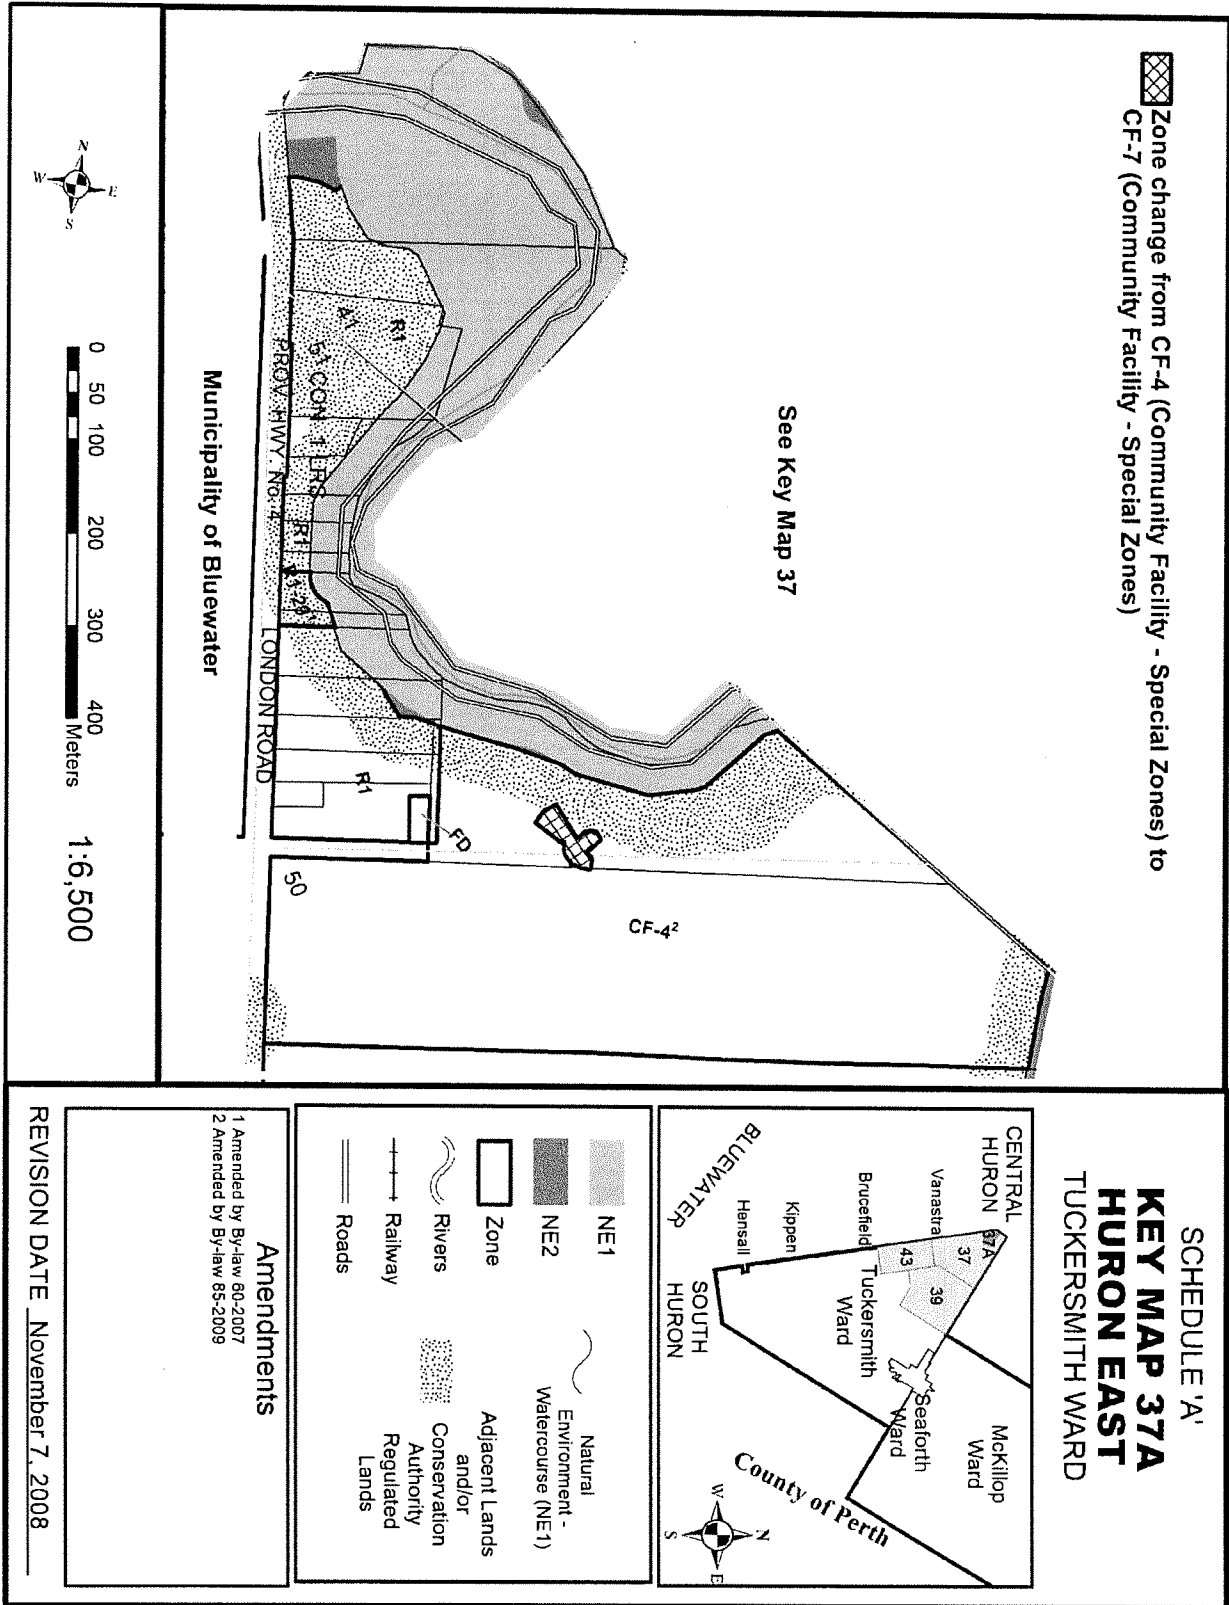 Zone change from CF-4 (Community Facility - Special Zones) to
CF-7 (Community Facility - Special Zones)
See Key Map 37
R1
A1
5¹ CON 1 LRS
PROV. HWY. No. 4
R1
LONDON ROAD
R1
FD
50
CF-4²
Municipality of Bluewater
N
W
E
S
0 50 100 200 300 400
Meters
1:6,500
SCHEDULE 'A'
KEY MAP 37A
HURON EAST
TUCKERSMITH WARD
CENTRAL
HURON
37A
Vanastra
37
Brucefield
43
39
Kippen
Hensall
BLUEWATER
Tuckersmith
Ward
SOUTH
HURON
McKillop
Ward
Seaforth
Ward
County of Perth
N
W
E
S
NE1
NE2
Zone
Rivers
Railway
Roads
Natural
Environment -
Watercourse (NE1)
Adjacent Lands
and/or
Conservation
Authority
Regulated
Lands
Amendments
1 Amended by By-law 60-2007
2 Amended by By-law 85-2009
REVISION DATE November 7, 2008